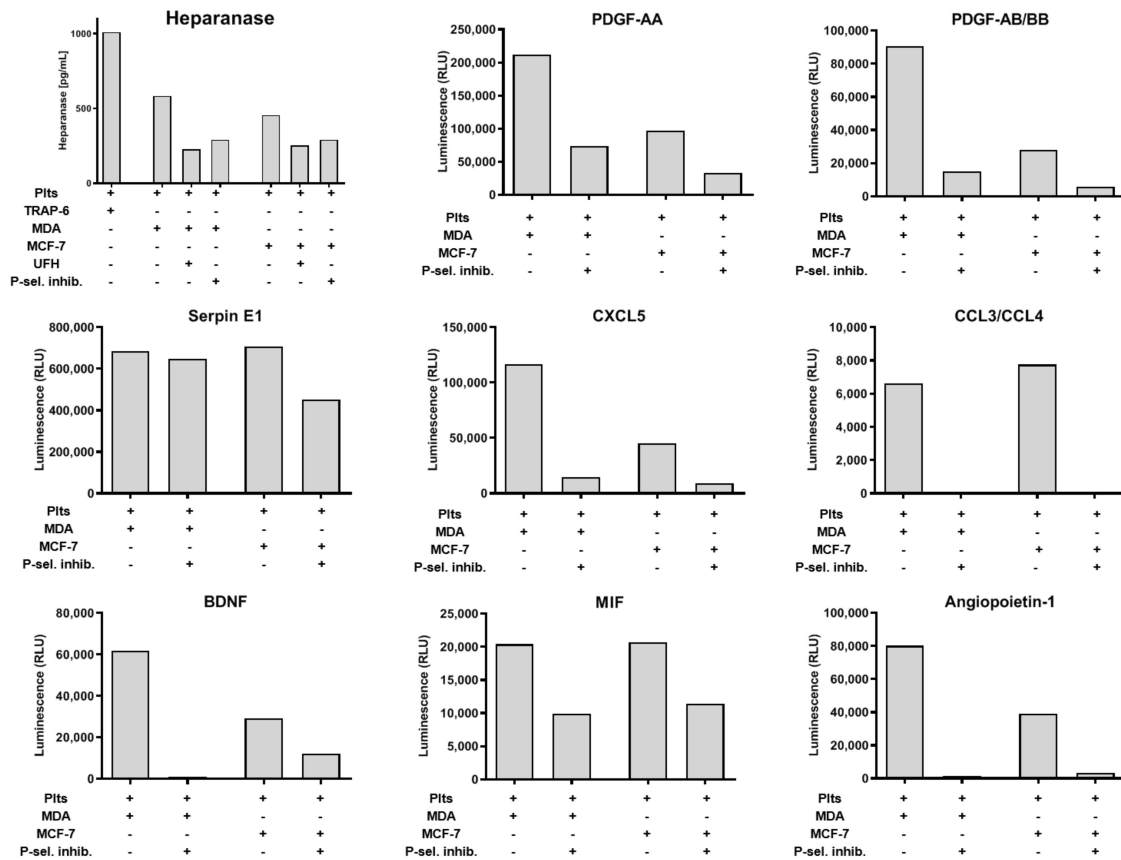 Heparanase
Heparanase [pg/mL]
1000
500
0
Plts + + + + + + +
TRAP-6 + - - - - - -
MDA - + + + - - -
MCF-7 - - - - + + +
UFH - - + - - + -
P-sel. inhib. - - - + - - +
PDGF-AA
Luminescence (RLU)
250,000
200,000
150,000
100,000
50,000
0
Plts + + + +
MDA + + - -
MCF-7 - - + +
P-sel. inhib. - + - +
PDGF-AB/BB
Luminescence (RLU)
100,000
80,000
60,000
40,000
20,000
0
Plts + + + +
MDA + + - -
MCF-7 - - + +
P-sel. inhib. - + - +
Serpin E1
Luminescence (RLU)
800,000
600,000
400,000
200,000
0
Plts + + + +
MDA + + - -
MCF-7 - - + +
P-sel. inhib. - + - +
CXCL5
Luminescence (RLU)
150,000
100,000
50,000
0
Plts + + + +
MDA + + - -
MCF-7 - - + +
P-sel. inhib. - + - +
CCL3/CCL4
Luminescence (RLU)
10,000
8,000
6,000
4,000
2,000
0
Plts + + + +
MDA + + - -
MCF-7 - - + +
P-sel. inhib. - + - +
BDNF
Luminescence (RLU)
80,000
60,000
40,000
20,000
0
Plts + + + +
MDA + + - -
MCF-7 - - + +
P-sel. inhib. - + - +
MIF
Luminescence (RLU)
25,000
20,000
15,000
10,000
5,000
0
Plts + + + +
MDA + + - -
MCF-7 - - + +
P-sel. inhib. - + - +
Angiopoietin-1
Luminescence (RLU)
100,000
80,000
60,000
40,000
20,000
0
Plts + + + +
MDA + + - -
MCF-7 - - + +
P-sel. inhib. - + - +